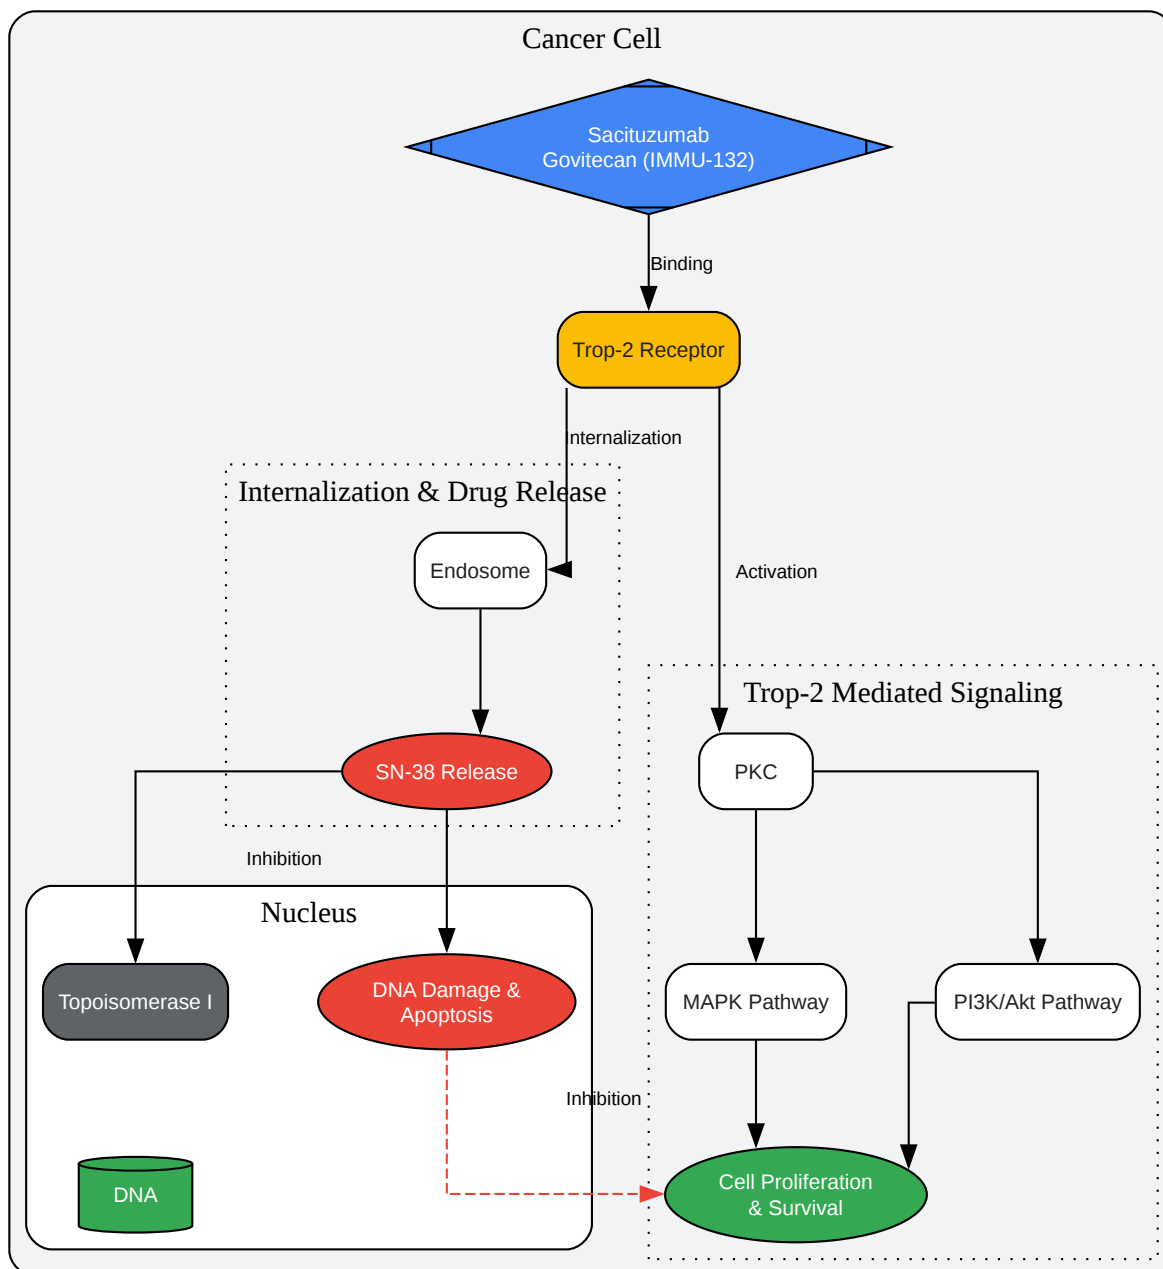 Cancer Cell
Sacituzumab
Govitecan (IMMU-132)
Binding
Trop-2 Receptor
Internalization
Internalization & Drug Release
Endosome
Activation
Trop-2 Mediated Signaling
SN-38 Release
PKC
Inhibition
Nucleus
Topoisomerase I
DNA Damage &
Apoptosis
MAPK Pathway
PI3K/Akt Pathway
Inhibition
DNA
Cell Proliferation
& Survival